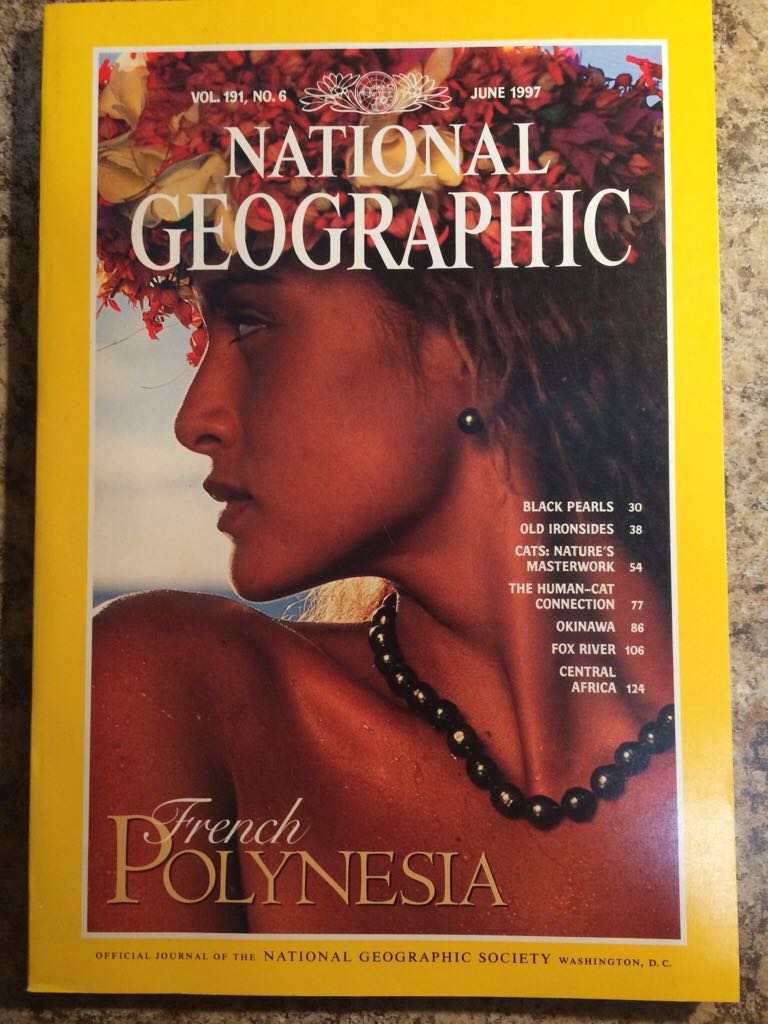 VOL. 191, NO. 6
JUNE 1997
NATIONAL
GEOGRAPHIC
BLACK PEARLS 30
OLD IRONSIDES 38
CATS: NATURE'S
MASTERWORK 54
THE HUMAN-CAT
CONNECTION 77
OKINAWA 86
FOX RIVER 106
CENTRAL
AFRICA 124
French
POLYNESIA
OFFICIAL JOURNAL OF THE NATIONAL GEOGRAPHIC SOCIETY WASHINGTON, D.C.